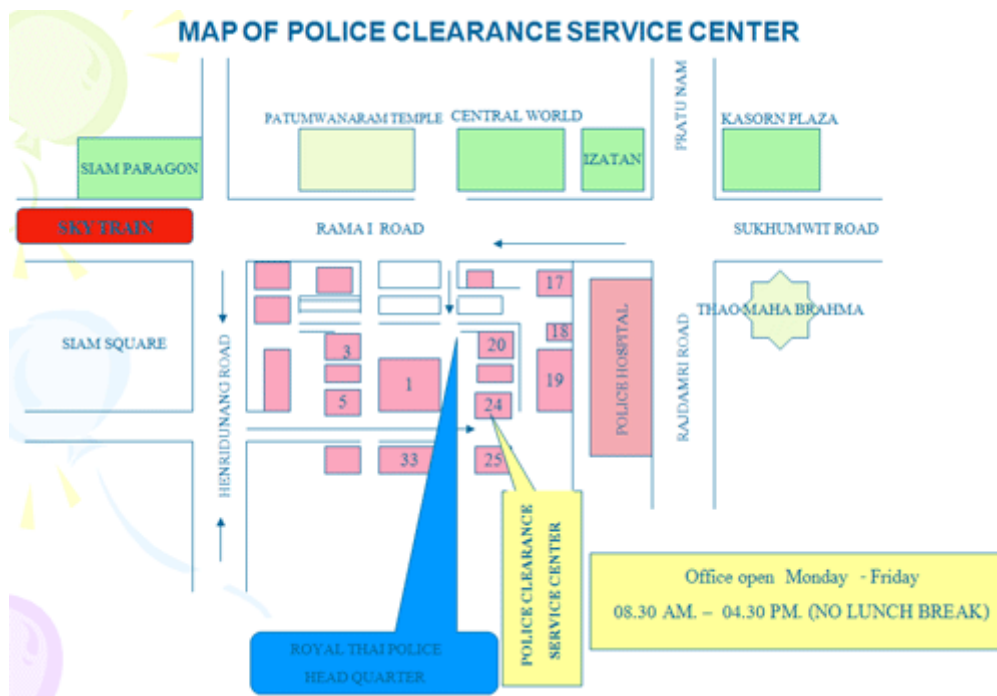 MAP OF POLICE CLEARANCE SERVICE CENTER
PATUMWANARAM TEMPLE
CENTRAL WORLD
PRATU NAM
KASORN PLAZA
SIAM PARAGON
IZATAN
SKY TRAIN
RAMA I ROAD
SUKHUMWIT ROAD
17
THAO MAHA BRAHMA
SIAM SQUARE
HENRIDUNANG ROAD
3
20
18
1
19
5
24
POLICE HOSPITAL
RAJDAMRI ROAD
33
25
POLICE CLEARANCE
SERVICE CENTER
Office open Monday - Friday
08.30 AM. – 04.30 PM. (NO LUNCH BREAK)
ROYAL THAI POLICE
HEAD QUARTER